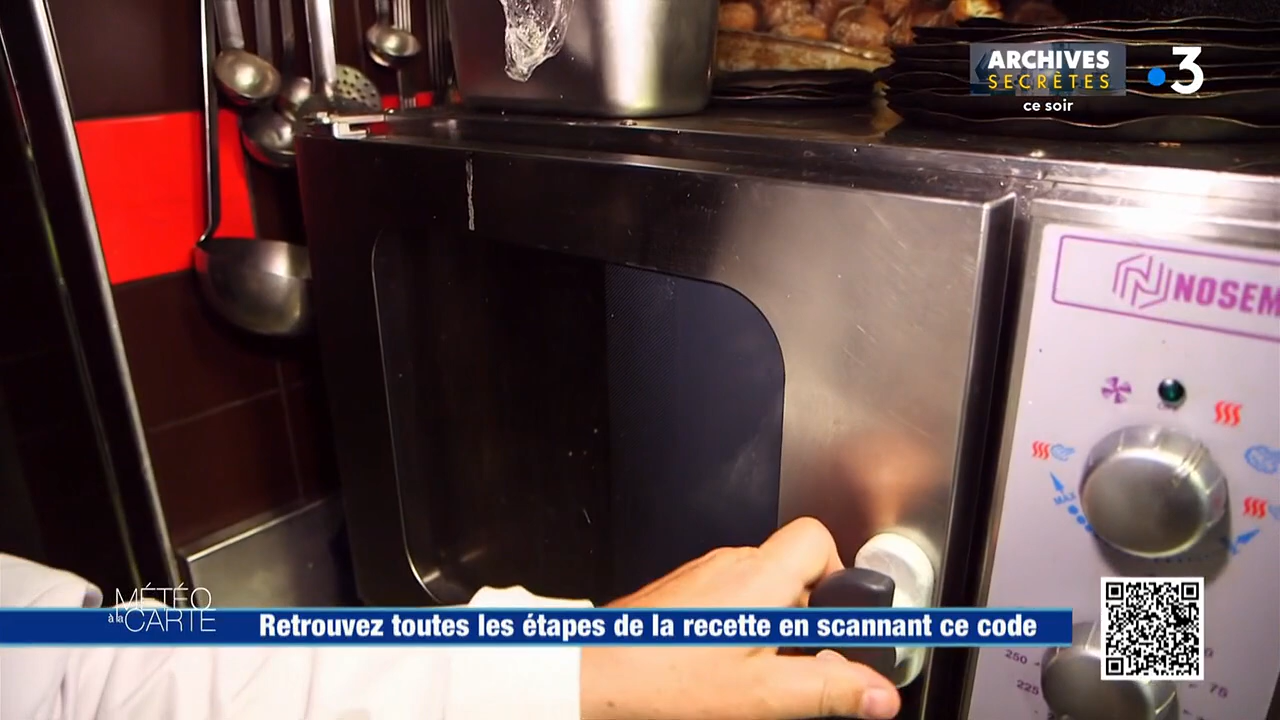 ARCHIVES
SECRÈTES
ce soir
3
NOSEM
MAX
MÉTÉO
à la CARTE
Retrouvez toutes les étapes de la recette en scannant ce code
250
225
75